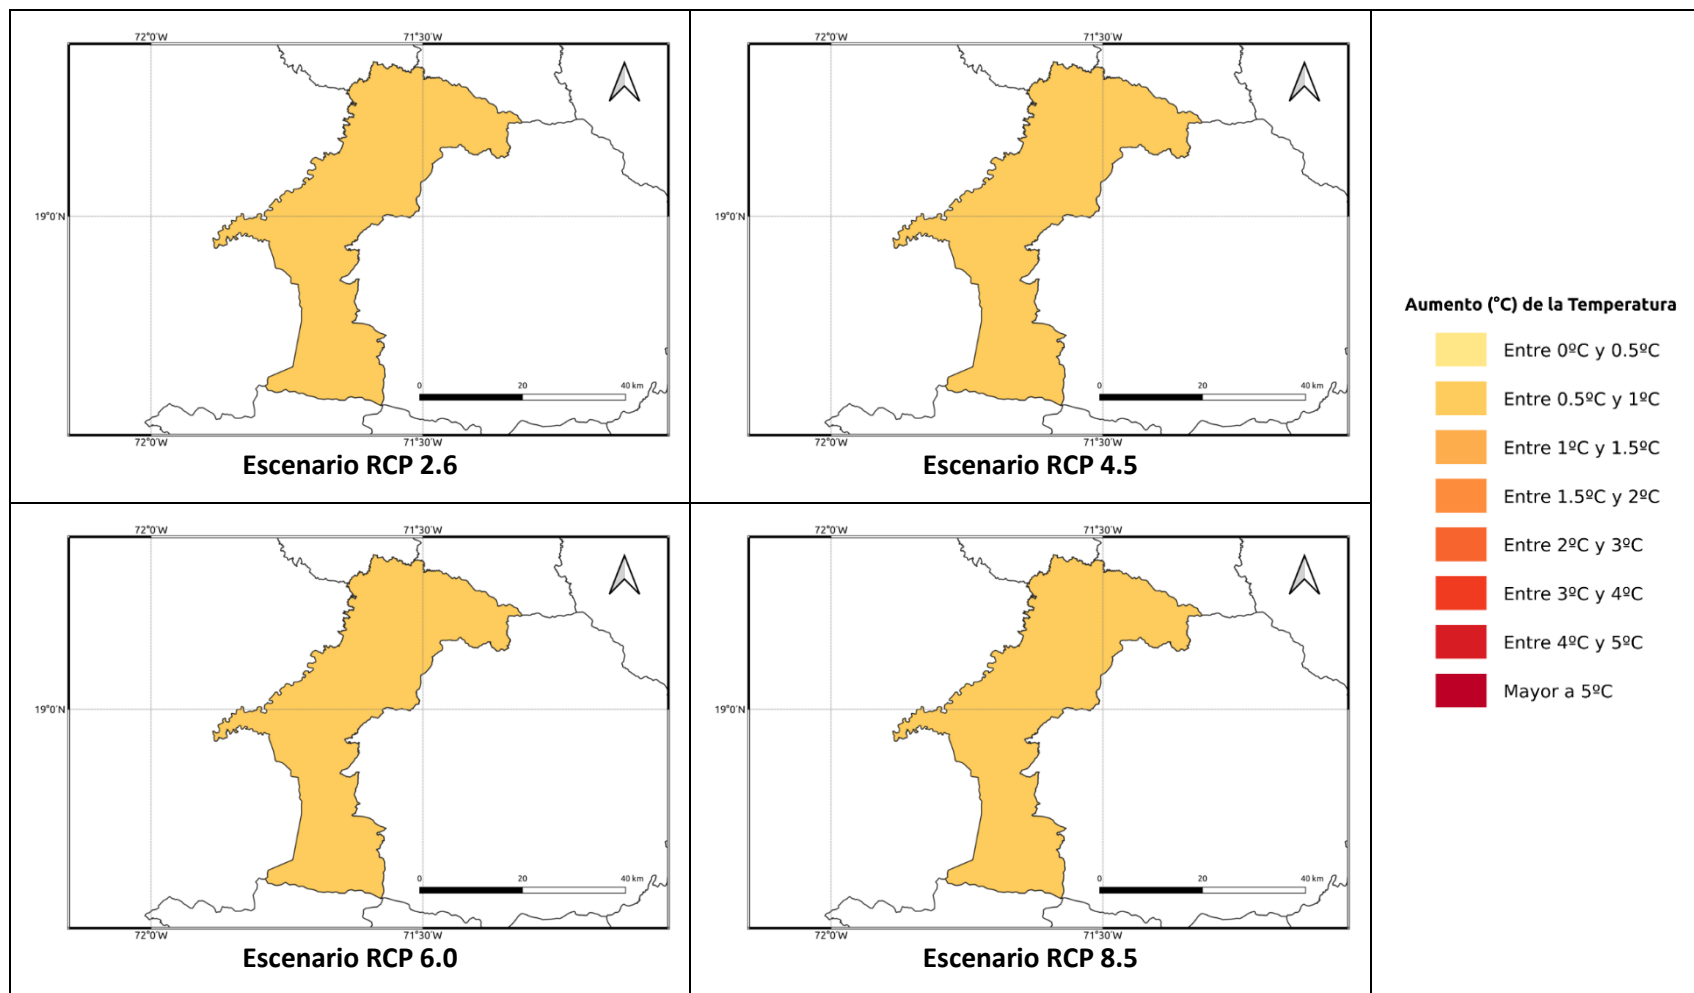 72°0'W 71°30'W
19°0'N
0 20 40 km
72°0'W 71°30'W
Escenario RCP 2.6
72°0'W 71°30'W
19°0'N
0 20 40 km
72°0'W 71°30'W
Escenario RCP 4.5
72°0'W 71°30'W
19°0'N
0 20 40 km
72°0'W 71°30'W
Escenario RCP 6.0
72°0'W 71°30'W
19°0'N
0 20 40 km
72°0'W 71°30'W
Escenario RCP 8.5
Aumento (°C) de la Temperatura
Entre 0ºC y 0.5ºC
Entre 0.5ºC y 1ºC
Entre 1ºC y 1.5ºC
Entre 1.5ºC y 2ºC
Entre 2ºC y 3ºC
Entre 3ºC y 4ºC
Entre 4ºC y 5ºC
Mayor a 5ºC